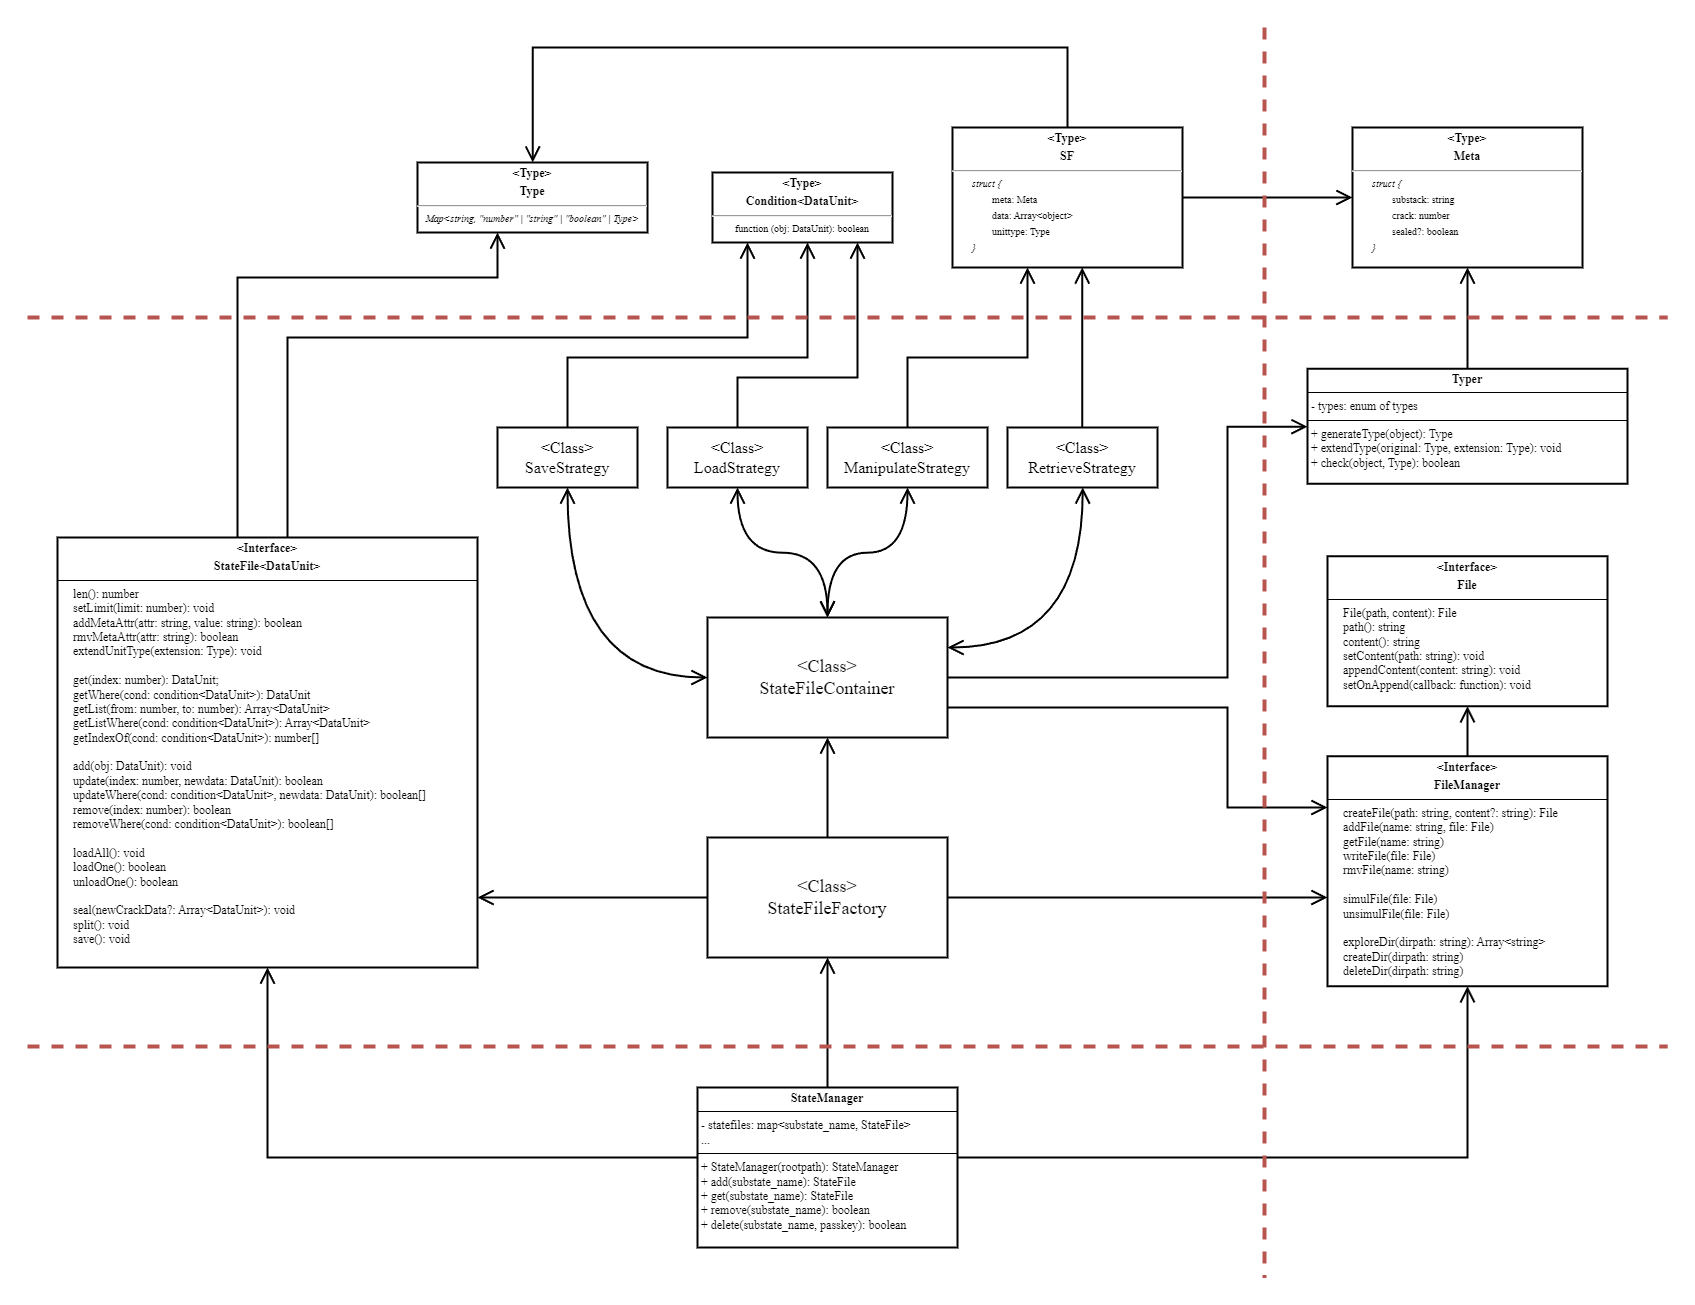 <Type>
SF
struct {
meta: Meta
data: Array<object>
unittype: Type
}
<Type>
Meta
struct {
substack: string
crack: number
sealed?: boolean
}
<Type>
Type
Map<string, "number" | "string" | "boolean" | Type>
<Type>
Condition<DataUnit>
function (obj: DataUnit): boolean
Typer
- types: enum of types
+ generateType(object): Type
+ extendType(original: Type, extension: Type): void
+ check(object, Type): boolean
<Class>
SaveStrategy
<Class>
LoadStrategy
<Class>
ManipulateStrategy
<Class>
RetrieveStrategy
<Interface>
StateFile<DataUnit>
len(): number
setLimit(limit: number): void
addMetaAttr(attr: string, value: string): boolean
rmvMetaAttr(attr: string): boolean
extendUnitType(extension: Type): void
get(index: number): DataUnit;
getWhere(cond: condition<DataUnit>): DataUnit
getList(from: number, to: number): Array<DataUnit>
getListWhere(cond: condition<DataUnit>): Array<DataUnit>
getIndexOf(cond: condition<DataUnit>): number[]
add(obj: DataUnit): void
update(index: number, newdata: DataUnit): boolean
updateWhere(cond: condition<DataUnit>, newdata: DataUnit): boolean[]
remove(index: number): boolean
removeWhere(cond: condition<DataUnit>): boolean[]
loadAll(): void
loadOne(): boolean
unloadOne(): boolean
seal(newCrackData?: Array<DataUnit>): void
split(): void
save(): void
<Class>
StateFileContainer
<Class>
StateFileFactory
<Interface>
File
File(path, content): File
path(): string
content(): string
setContent(path: string): void
appendContent(content: string): void
setOnAppend(callback: function): void
<Interface>
FileManager
createFile(path: string, content?: string): File
addFile(name: string, file: File)
getFile(name: string)
writeFile(file: File)
rmvFile(name: string)
simulFile(file: File)
unsimulFile(file: File)
exploreDir(dirpath: string): Array<string>
createDir(dirpath: string)
deleteDir(dirpath: string)
StateManager
- statefiles: map<substate_name, StateFile>
...
+ StateManager(rootpath): StateManager
+ add(substate_name): StateFile
+ get(substate_name): StateFile
+ remove(substate_name): boolean
+ delete(substate_name, passkey): boolean